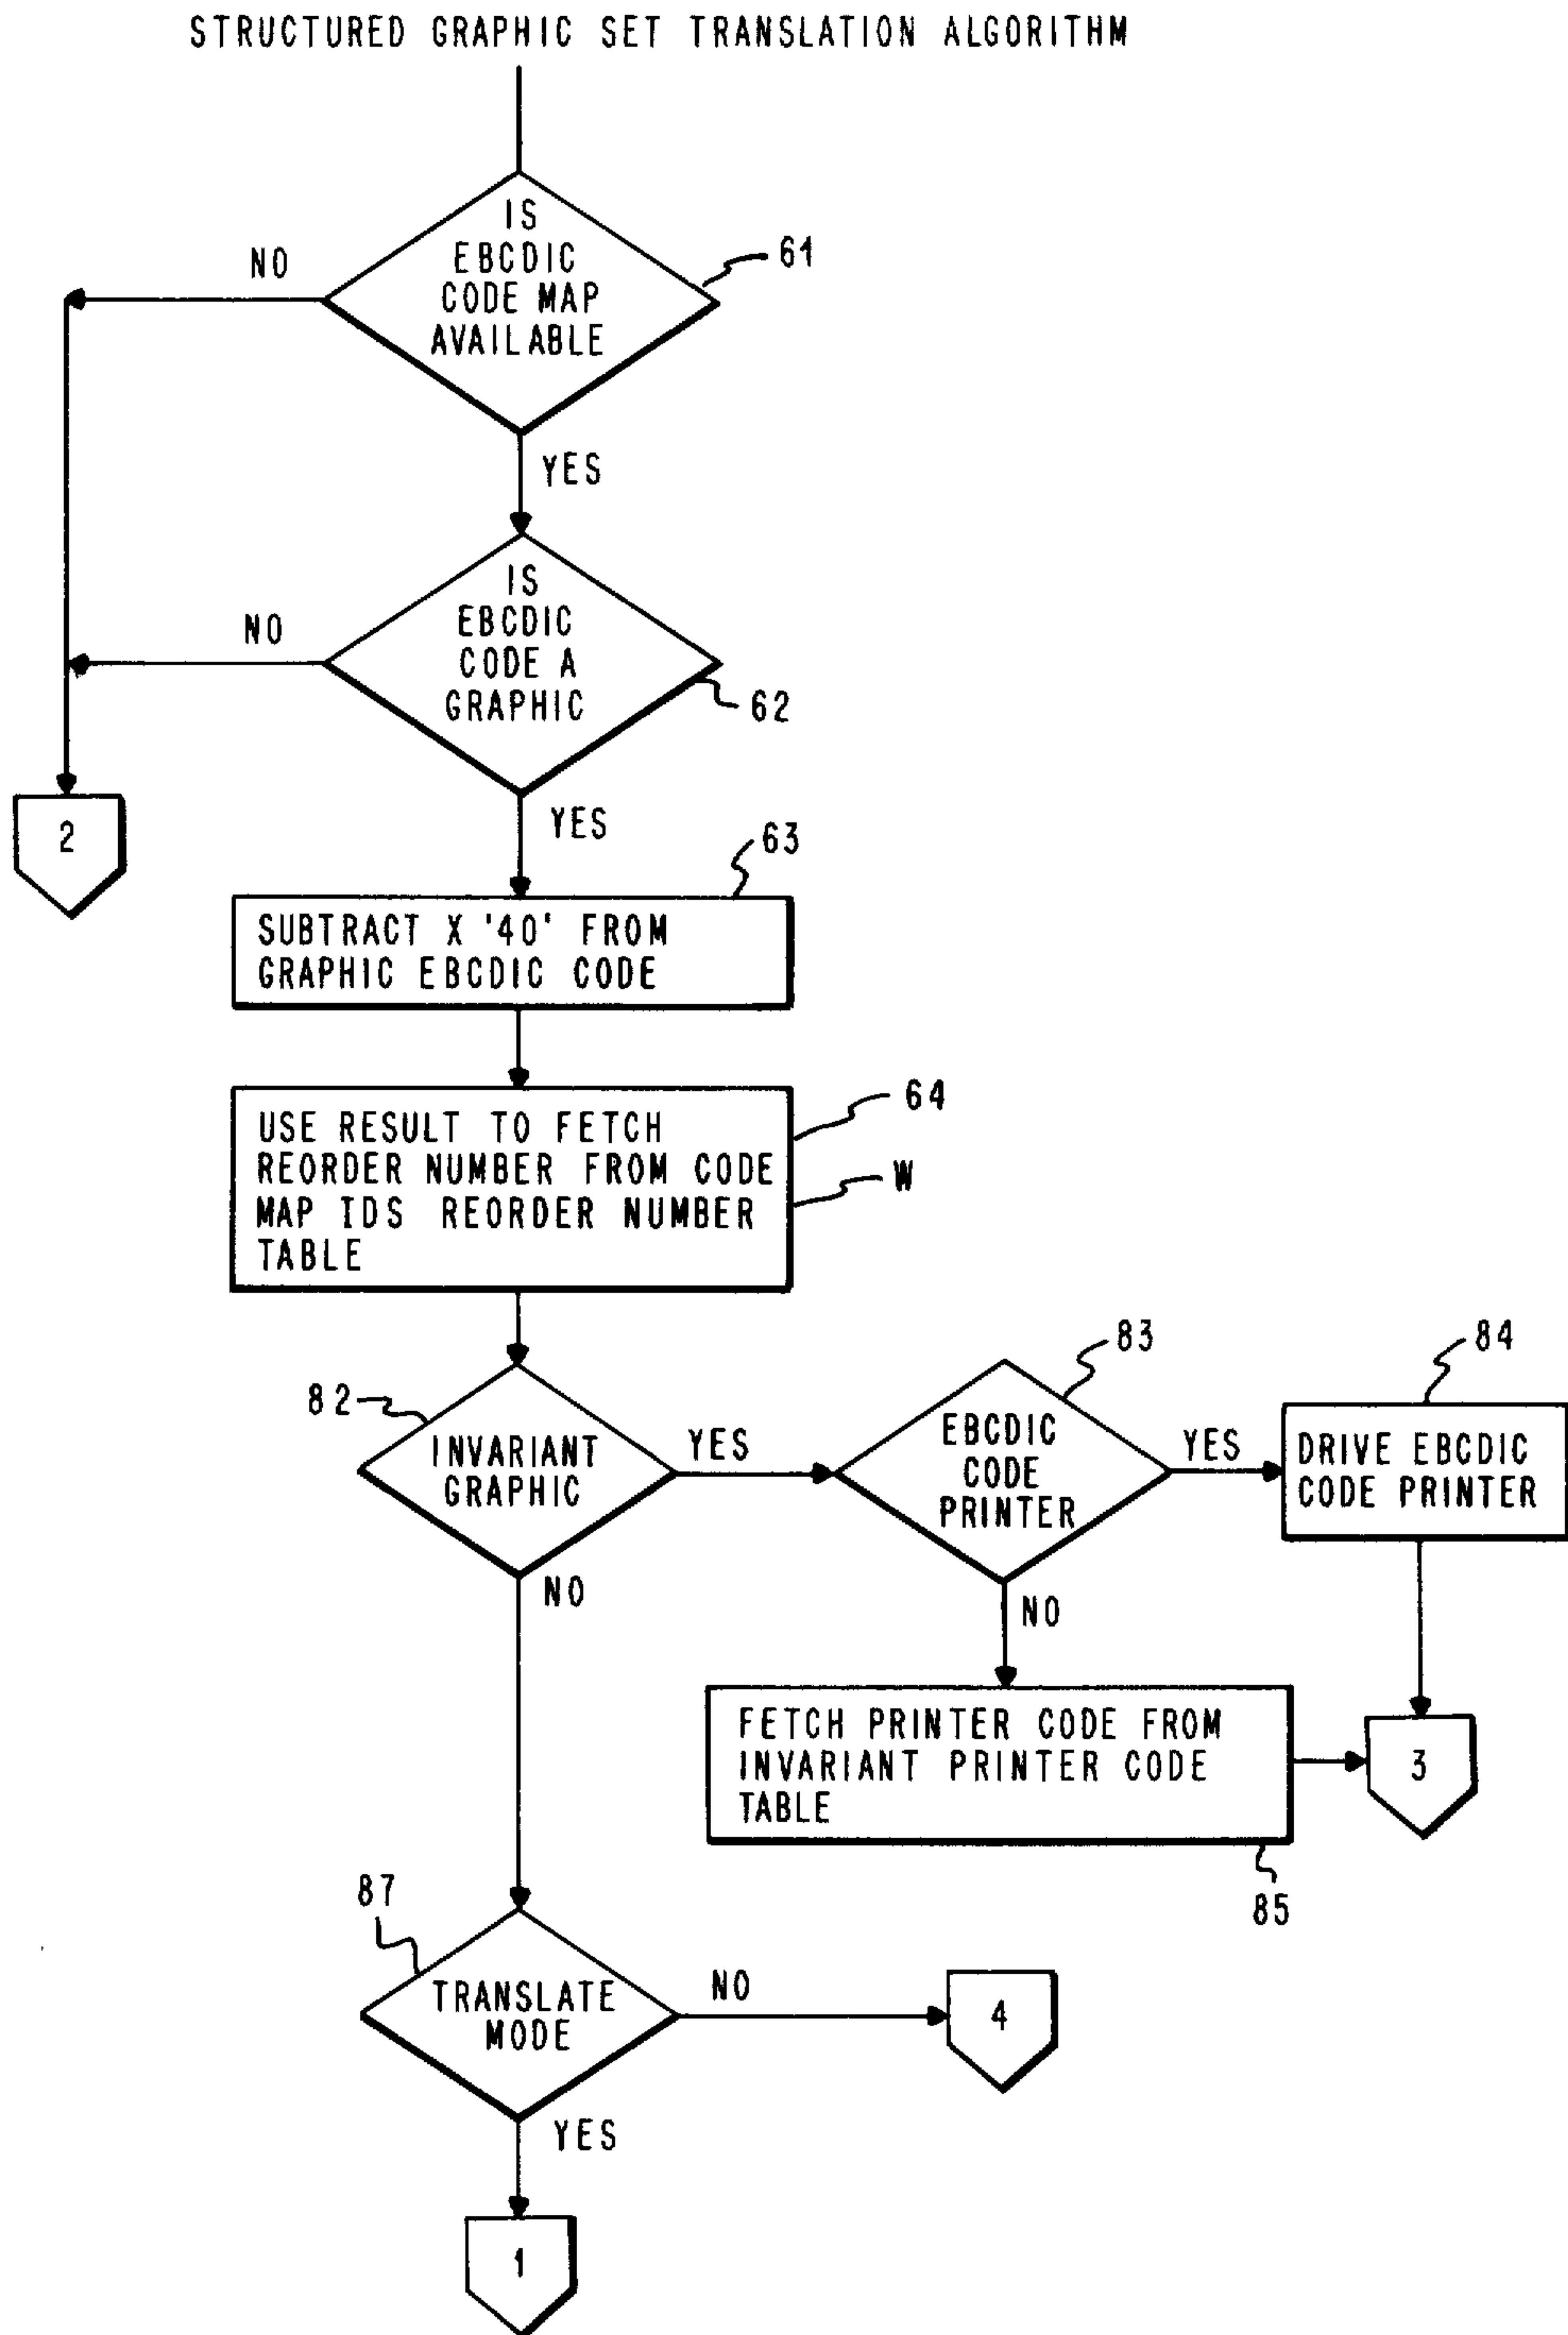 STRUCTURED GRAPHIC SET TRANSLATION ALGORITHM
IS
EBCDIC
CODE MAP
AVAILABLE
61
NO
YES
IS
EBCDIC
CODE A
GRAPHIC
62
NO
2
YES
63
SUBTRACT X '40' FROM
GRAPHIC EBCDIC CODE
64
USE RESULT TO FETCH
REORDER NUMBER FROM CODE
MAP IDS REORDER NUMBER
TABLE
W
82
INVARIANT
GRAPHIC
YES
83
EBCDIC
CODE
PRINTER
YES
84
DRIVE EBCDIC
CODE PRINTER
NO
NO
FETCH PRINTER CODE FROM
INVARIANT PRINTER CODE
TABLE
3
85
87
TRANSLATE
MODE
NO
4
YES
1